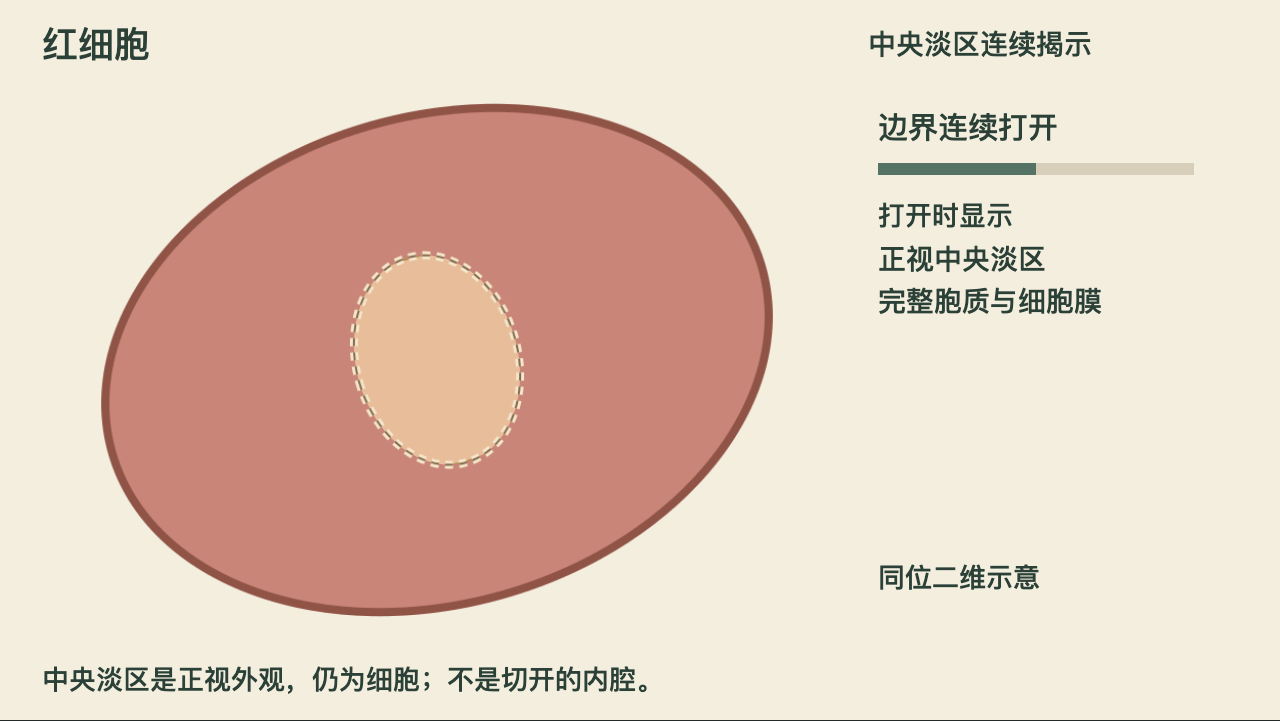 红细胞
中央淡区连续揭示
边界连续打开
打开时显示
正视中央淡区
完整胞质与细胞膜
同位二维示意
中央淡区是正视外观，仍为细胞；不是切开的内腔。